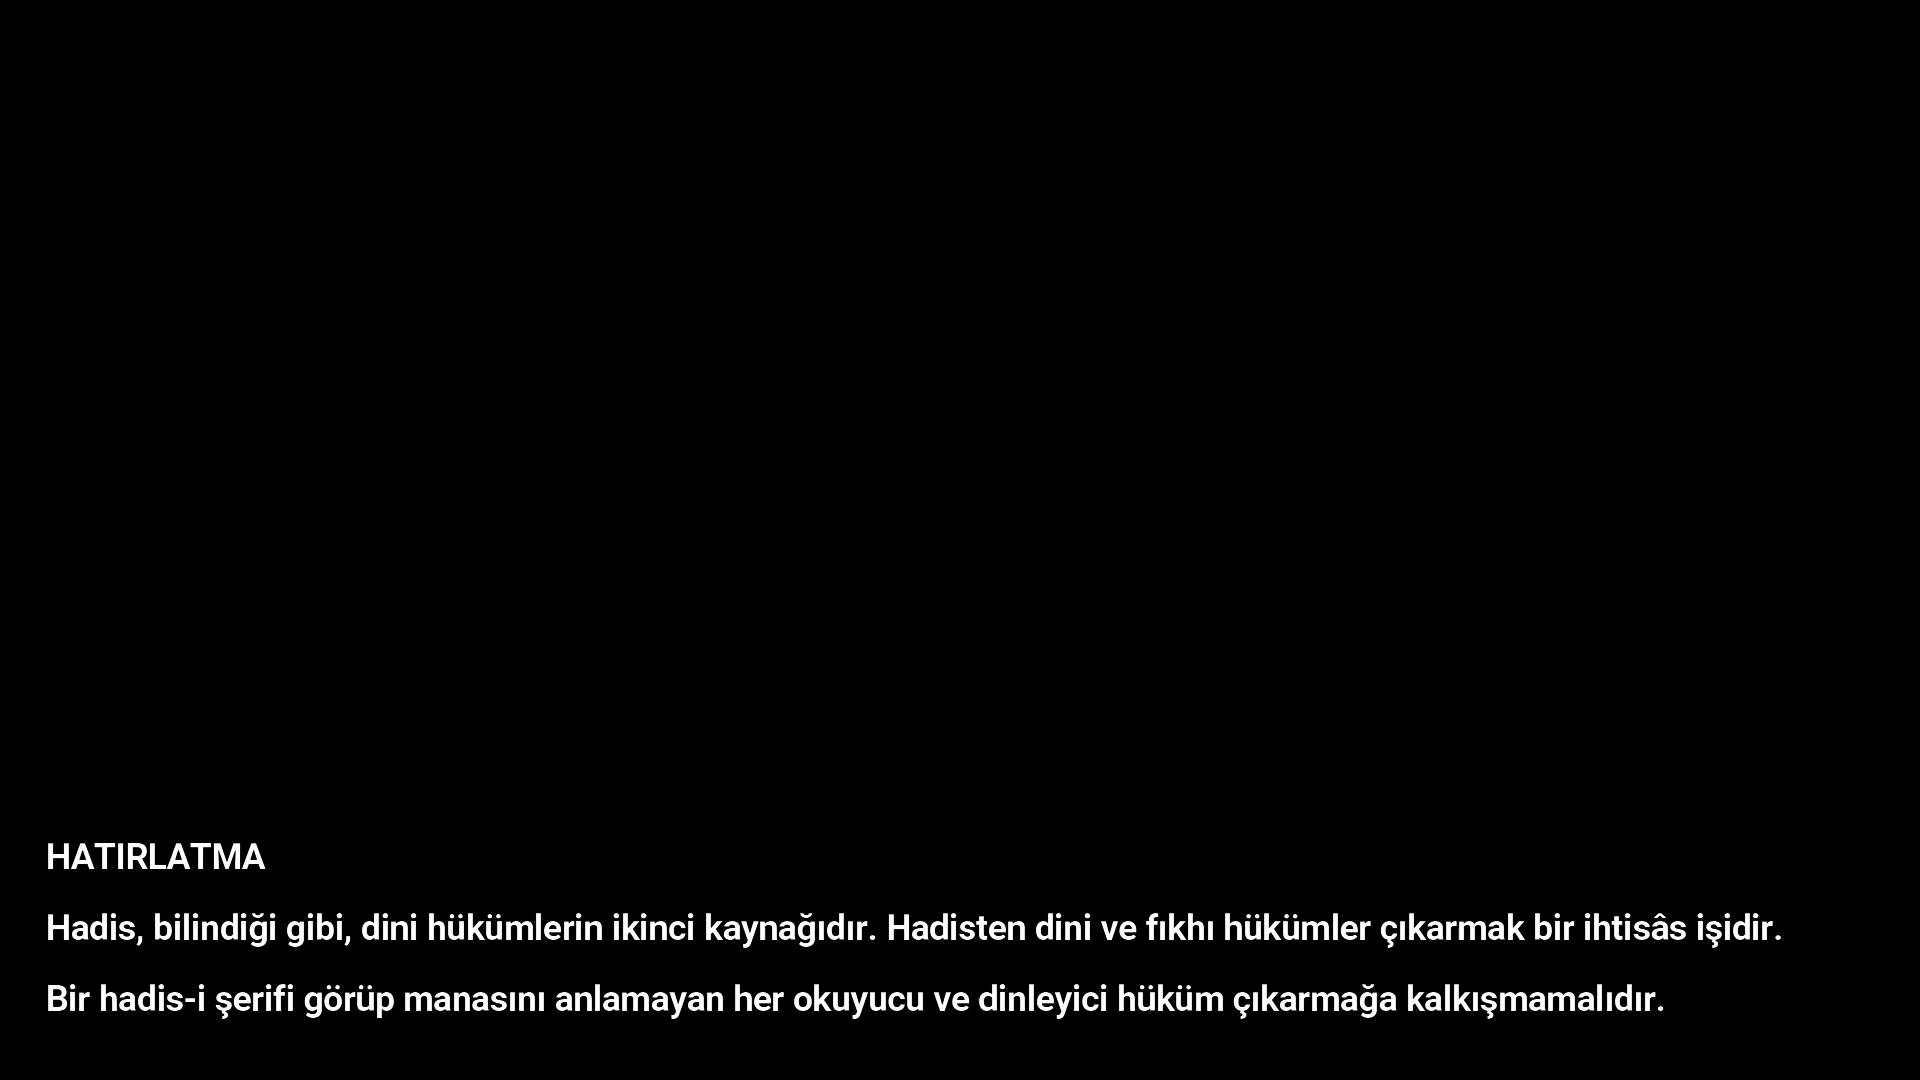 HATIRLATMA
Hadis, bilindiği gibi, dini hükümlerin ikinci kaynağıdır. Hadisten dini ve fıkhı hükümler çıkarmak bir ihtisâs işidir.
Bir hadis-i şerifi görüp manasını anlamayan her okuyucu ve dinleyici hüküm çıkarmağa kalkışmamalıdır.